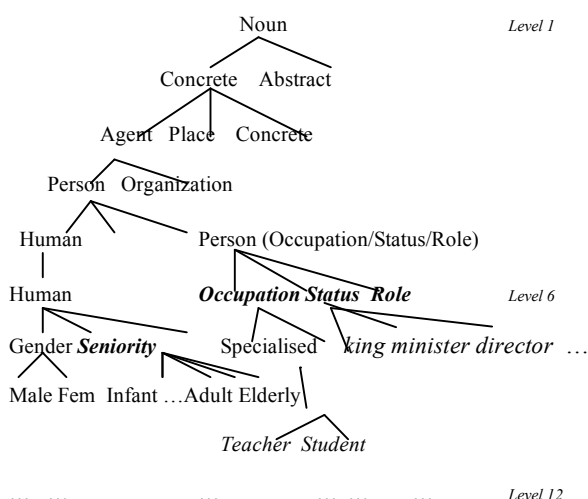 Noun Level 1
Concrete Abstract
Agent Place Concrete
Person Organization
Human Person (Occupation/Status/Role)
Human Occupation Status Role Level 6
Gender Seniority Specialised king minister director …
Male Fem Infant …Adult Elderly
Teacher Student
… … … … … … Level 12